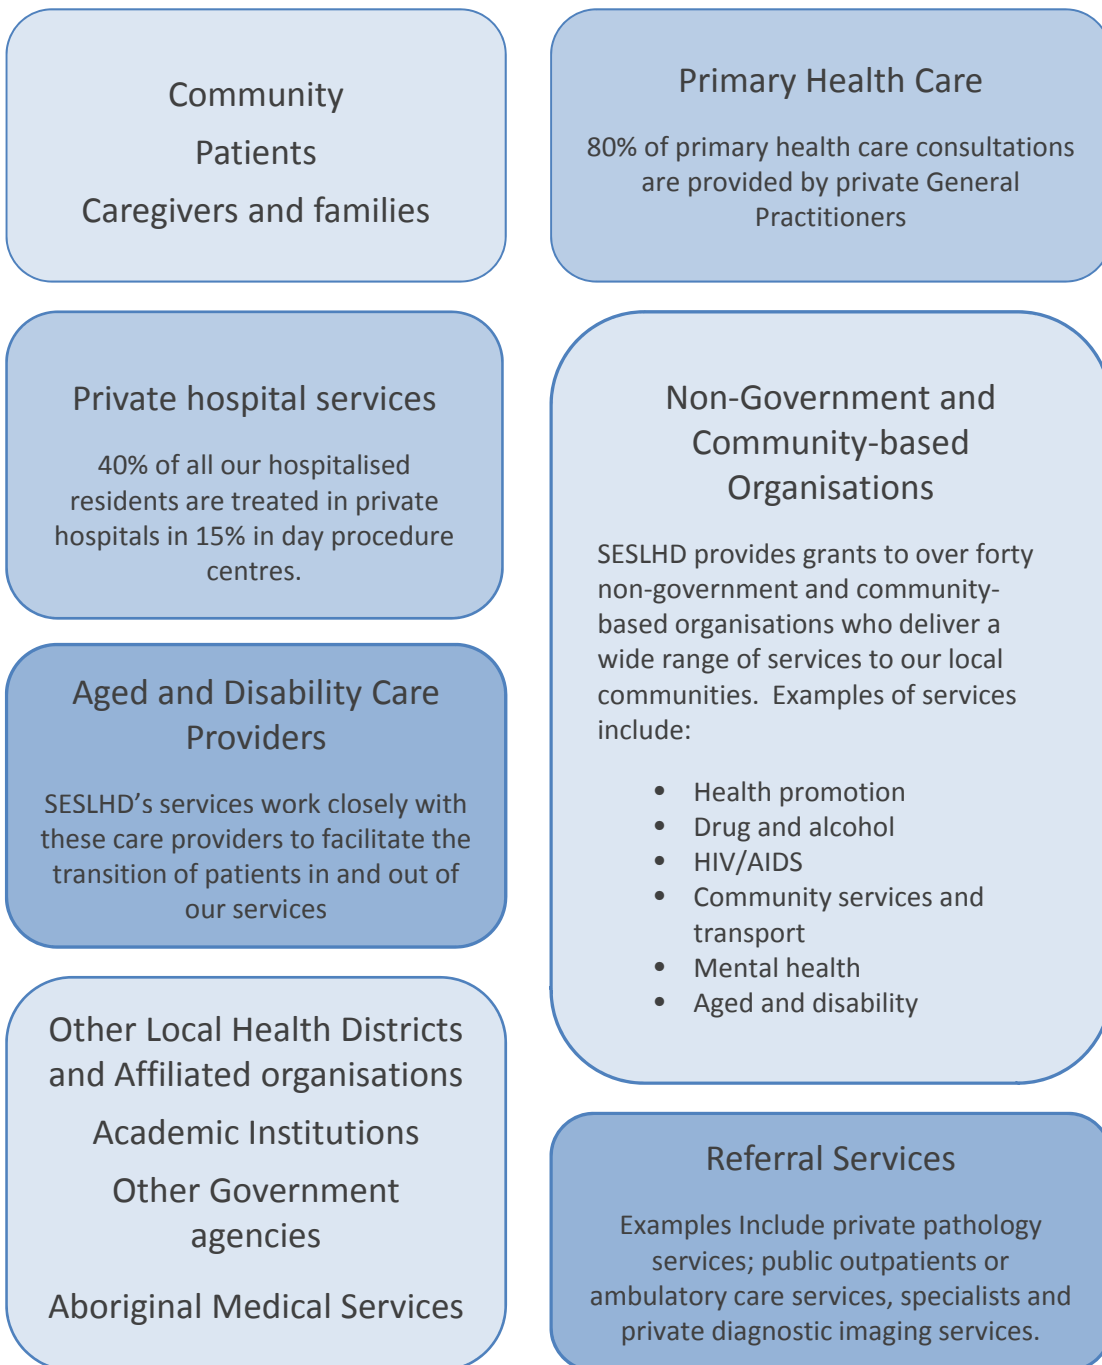 Community
Patients
Caregivers and families
Primary Health Care
80% of primary health care consultations
are provided by private General
Practitioners
Private hospital services
40% of all our hospitalised
residents are treated in private
hospitals in 15% in day procedure
centres.
Non-Government and
Community-based
Organisations
SESLHD provides grants to over forty
non-government and community-
based organisations who deliver a
wide range of services to our local
communities.  Examples of services
include:
• Health promotion
• Drug and alcohol
• HIV/AIDS
• Community services and
transport
• Mental health
• Aged and disability
Aged and Disability Care
Providers
SESLHD’s services work closely with
these care providers to facilitate the
transition of patients in and out of
our services
Other Local Health Districts
and Affiliated organisations
Academic Institutions
Other Government
agencies
Aboriginal Medical Services
Referral Services
Examples Include private pathology
services; public outpatients or
ambulatory care services, specialists and
private diagnostic imaging services.